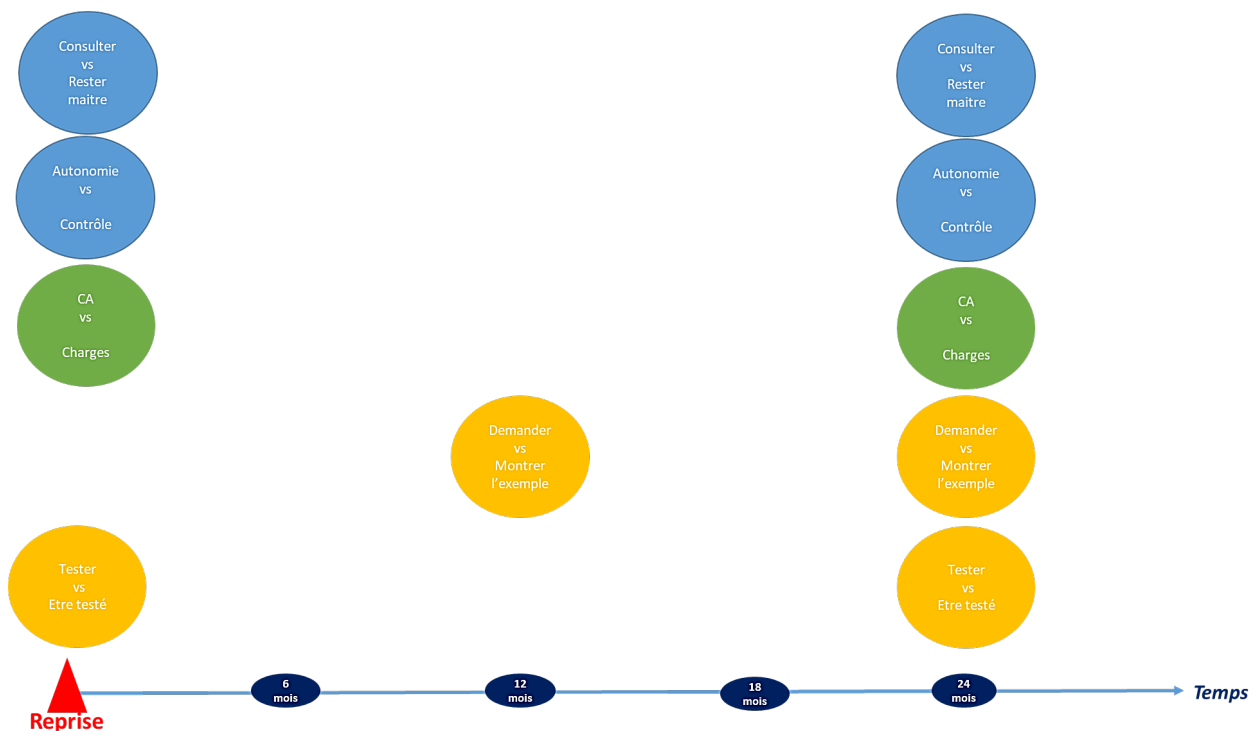 Consulter
vs
Rester
maitre
Autonomie
vs
Contrôle
CA
vs
Charges
Tester
vs
Etre testé
Demander
vs
Montrer
l'exemple
Consulter
vs
Rester
maitre
Autonomie
vs
Contrôle
CA
vs
Charges
Demander
vs
Montrer
l'exemple
Tester
vs
Etre testé
Reprise
6
mois
12
mois
18
mois
24
mois
Temps